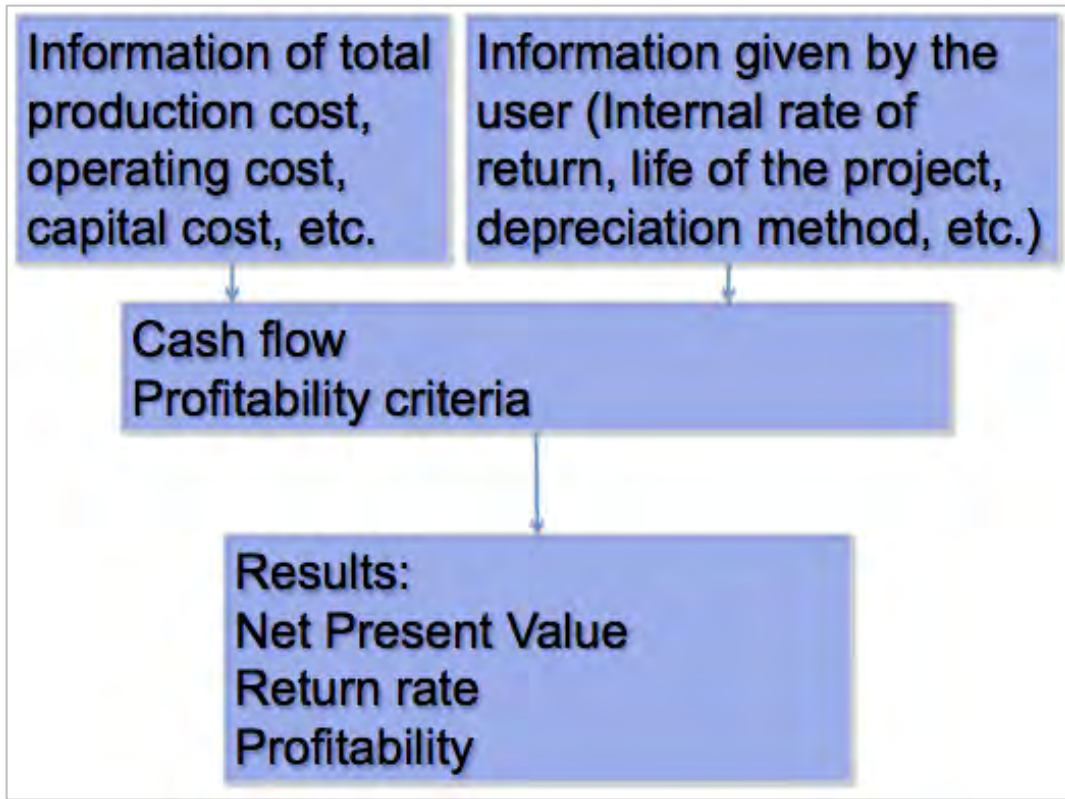 Information of total
production cost,
operating cost,
capital cost, etc.
Information given by the
user (Internal rate of
return, life of the project,
depreciation method, etc.)
Cash flow
Profitability criteria
Results:
Net Present Value
Return rate
Profitability